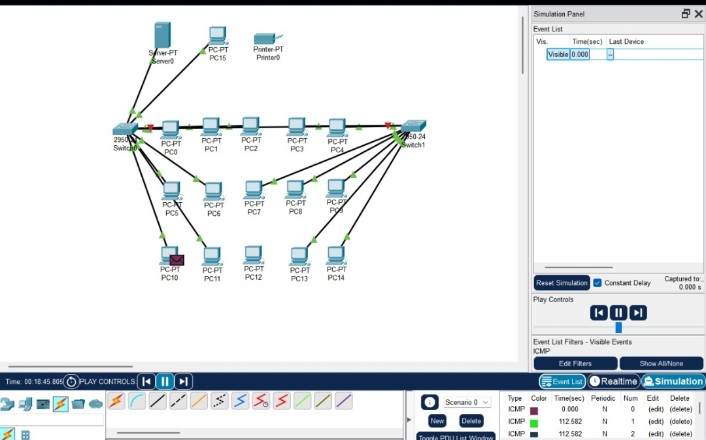 Simulation Panel
Event List
Vis. Time(sec) Last Device
Visible 0.000 --
Server-PT
Server0
PC-PT
PC15
Printer-PT
Printer0
2950-24
Switch0
PC-PT
PC0
PC-PT
PC1
PC-PT
PC2
PC-PT
PC3
PC-PT
PC4
2950-24
Switch1
PC-PT
PC5
PC-PT
PC6
PC-PT
PC7
PC-PT
PC8
PC-PT
PC9
PC-PT
PC10
PC-PT
PC11
PC-PT
PC12
PC-PT
PC13
PC-PT
PC14
Reset Simulation Constant Delay Captured to:
0.000 s
Play Controls
Event List Filters - Visible Events
ICMP
Edit Filters Show All/None
Time: 00:18:45.805 PLAY CONTROLS: Event List Realtime Simulation
Scenario 0
New Delete
Toggle PDU List Window
Type Color Time(sec) Periodic Num Edit Delete
ICMP 0.000 N 0 (edit) (delete)
ICMP 112.582 N 1 (edit) (delete)
ICMP 112.582 N 2 (edit) (delete)